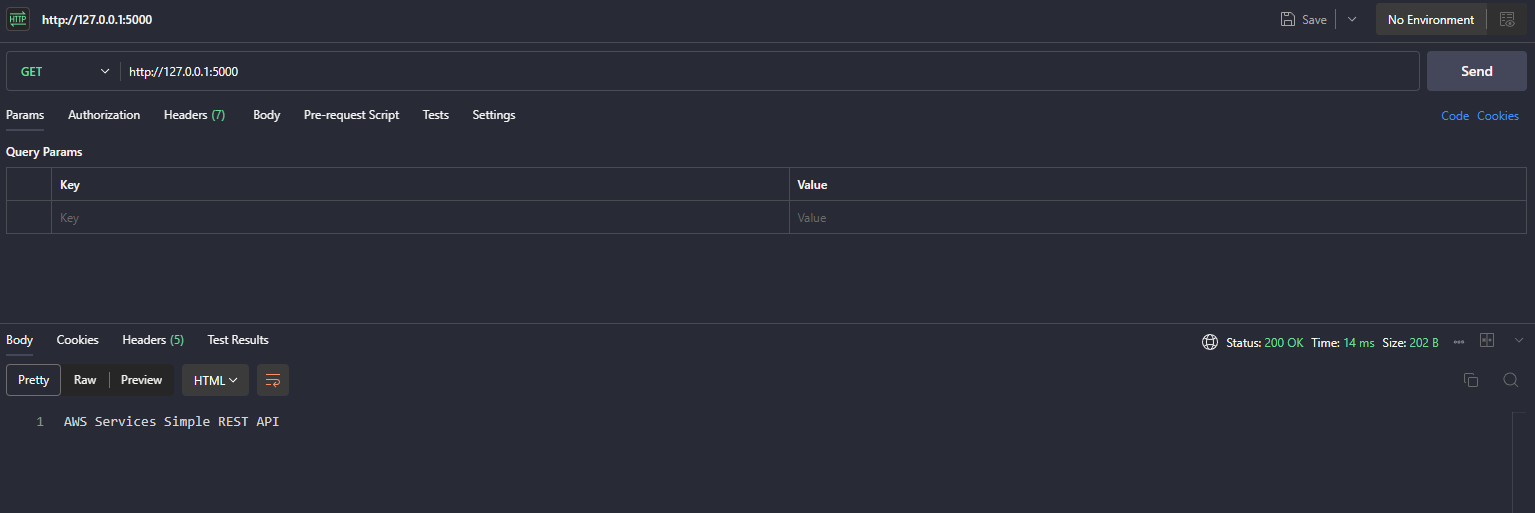 HTTP http://127.0.0.1:5000 Save No Environment
GET http://127.0.0.1:5000 Send
Params Authorization Headers (7) Body Pre-request Script Tests Settings Code Cookies
Query Params
Key Value
Key Value
Body Cookies Headers (5) Test Results Status: 200 OK Time: 14 ms Size: 202 B
Pretty Raw Preview HTML
1 AWS Services Simple REST API